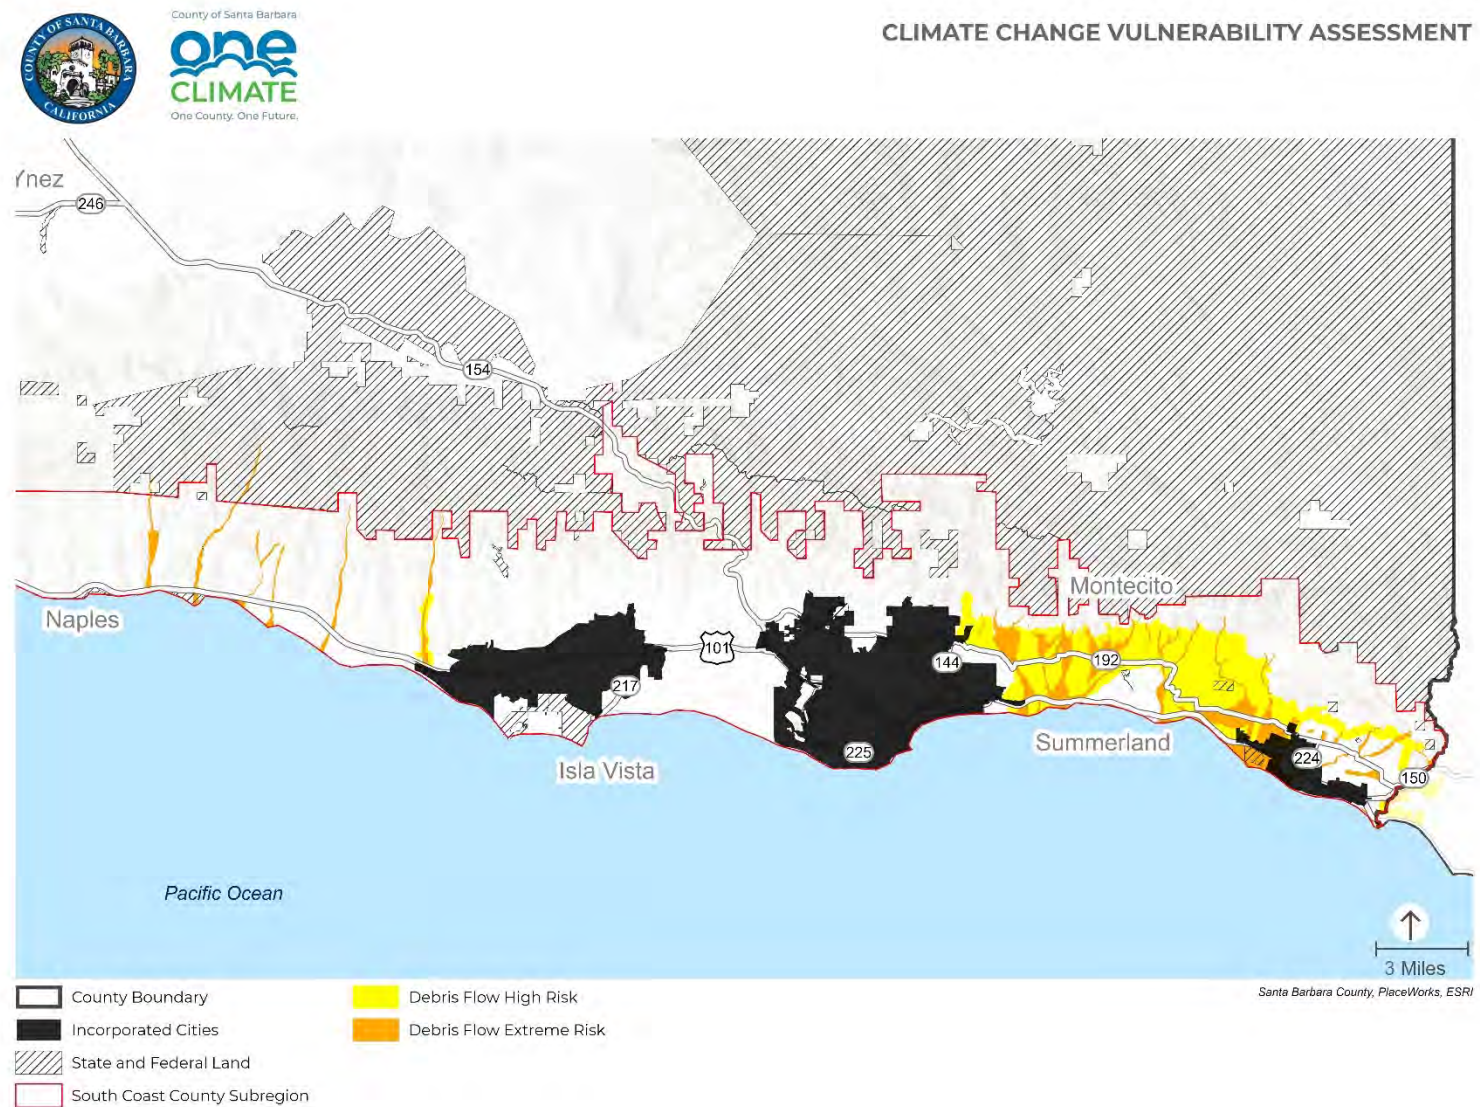 County of Santa Barbara
one
CLIMATE
One County. One Future.
COUNTY OF SANTA BARBARA
CALIFORNIA
CLIMATE CHANGE VULNERABILITY ASSESSMENT
Ynez
246
154
Montecito
Naples
101
144
192
217
225
Summerland
Isla Vista
224
150
Pacific Ocean
3 Miles
Santa Barbara County, PlaceWorks, ESRI
County Boundary
Incorporated Cities
State and Federal Land
South Coast County Subregion
Debris Flow High Risk
Debris Flow Extreme Risk